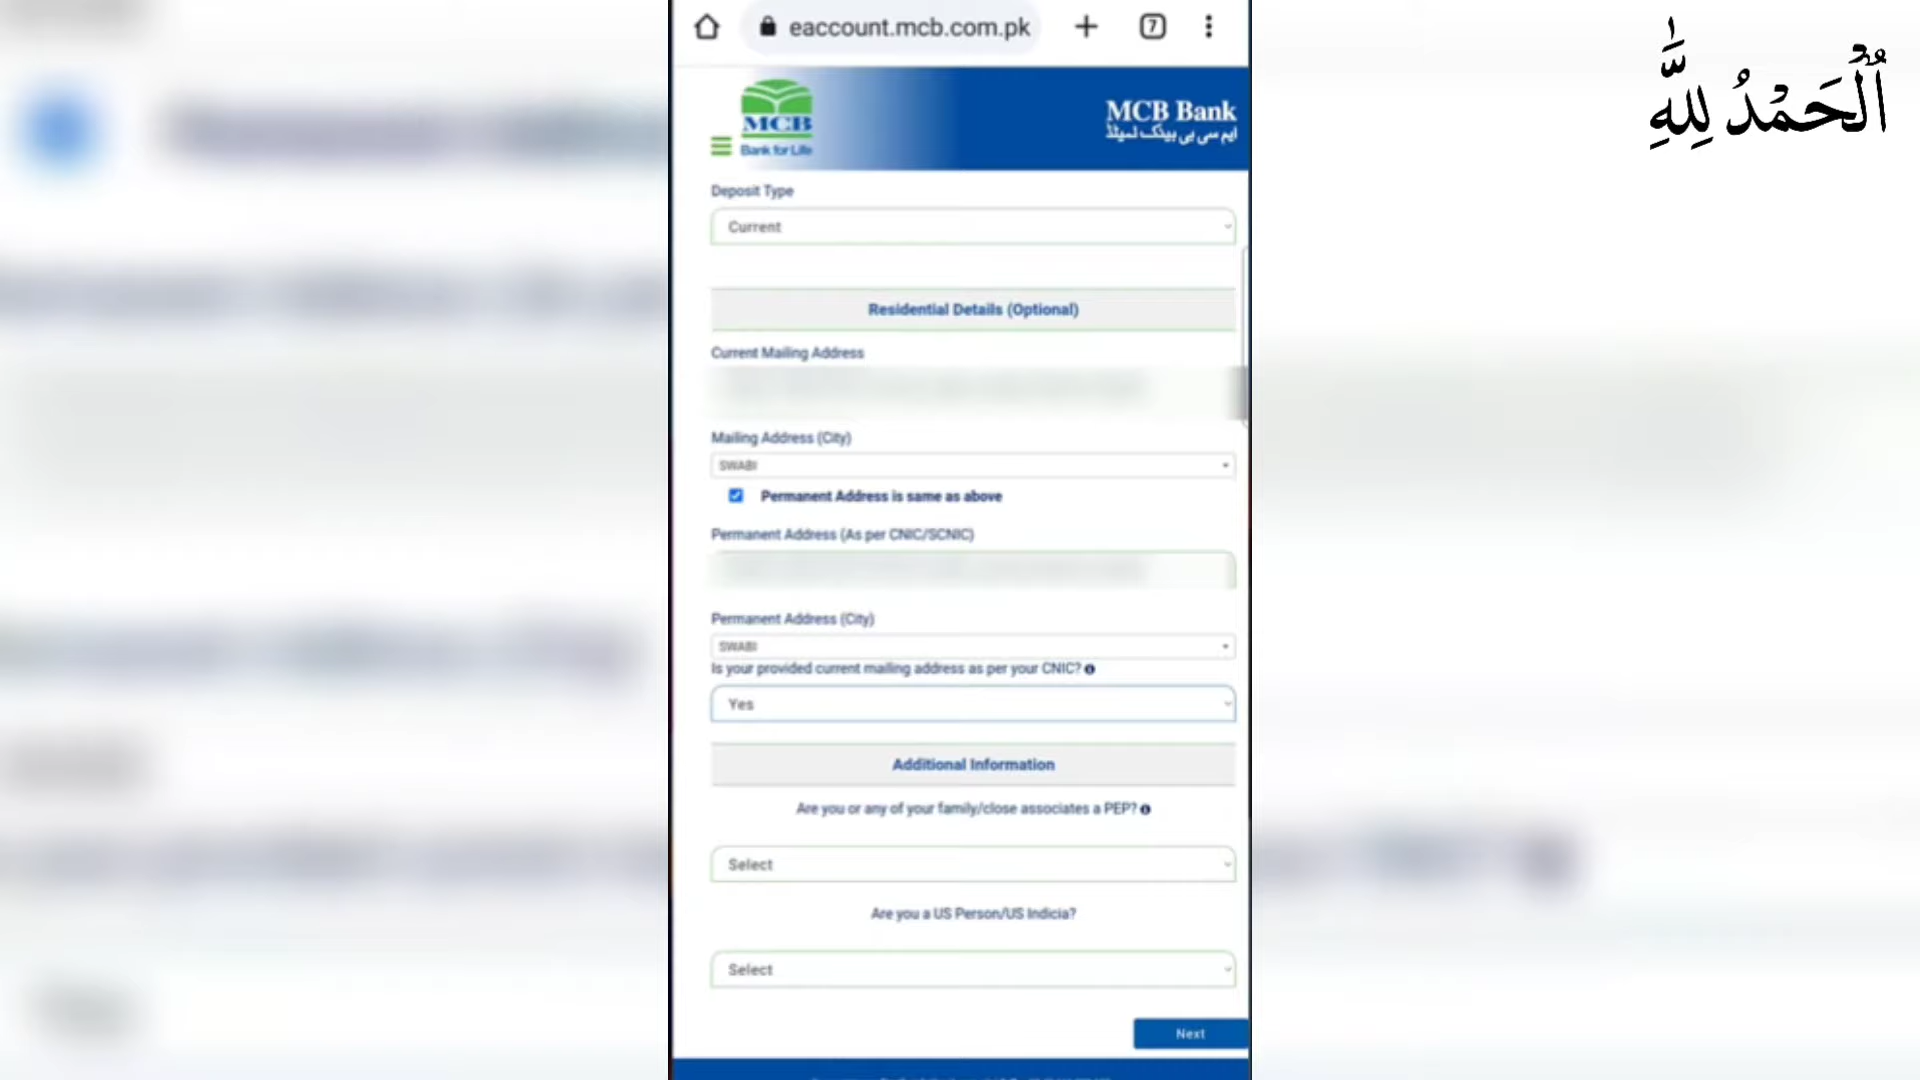 eaccount.mcb.com.pk
7
اَلْحَمْدُ لِلّٰهِ
MCB
Bank for Life
MCB Bank
ایم سی بی بینک لمیٹڈ
Deposit Type
Current
Residential Details (Optional)
Current Mailing Address
Mailing Address (City)
SWABI
Permanent Address is same as above
Permanent Address (As per CNIC/SCNIC)
Permanent Address (City)
SWABI
Is your provided current mailing address as per your CNIC?
Yes
Additional Information
Are you or any of your family/close associates a PEP?
Select
Are you a US Person/US Indicia?
Select
Next